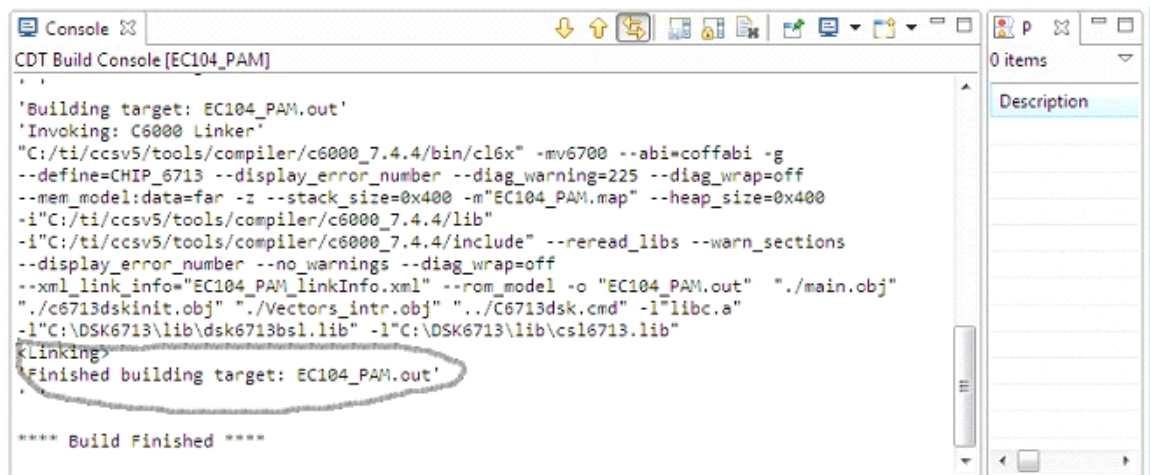 Console
P
CDT Build Console [EC104_PAM]
0 items
Description
' '
'Building target: EC104_PAM.out'
'Invoking: C6000 Linker'
"C:/ti/ccsv5/tools/compiler/c6000_7.4.4/bin/cl6x" -mv6700 --abi=coffabi -g
--define=CHIP_6713 --display_error_number --diag_warning=225 --diag_wrap=off
--mem_model:data=far -z --stack_size=0x400 -m"EC104_PAM.map" --heap_size=0x400
-i"C:/ti/ccsv5/tools/compiler/c6000_7.4.4/lib"
-i"C:/ti/ccsv5/tools/compiler/c6000_7.4.4/include" --reread_libs --warn_sections
--display_error_number --no_warnings --diag_wrap=off
--xml_link_info="EC104_PAM_linkInfo.xml" --rom_model -o "EC104_PAM.out"  "./main.obj"
"./c6713dskinit.obj" "./Vectors_intr.obj" "../C6713dsk.cmd" -l"libc.a"
-l"C:\DSK6713\lib\dsk6713bsl.lib" -l"C:\DSK6713\lib\csl6713.lib"
<Linking>
'Finished building target: EC104_PAM.out'
' '
**** Build Finished ****